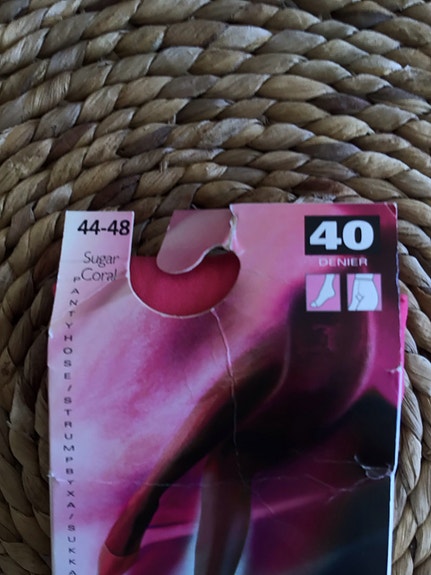 44-48
Sugar
Coral
40
DENIER
PANTYHOSE/STRUMPBYXA/SUKKA